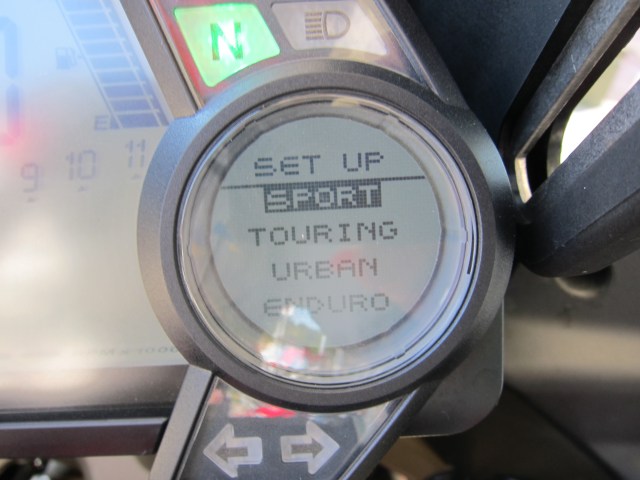 N
E
9 10 11
SET UP
SPORT
TOURING
URBAN
ENDURO